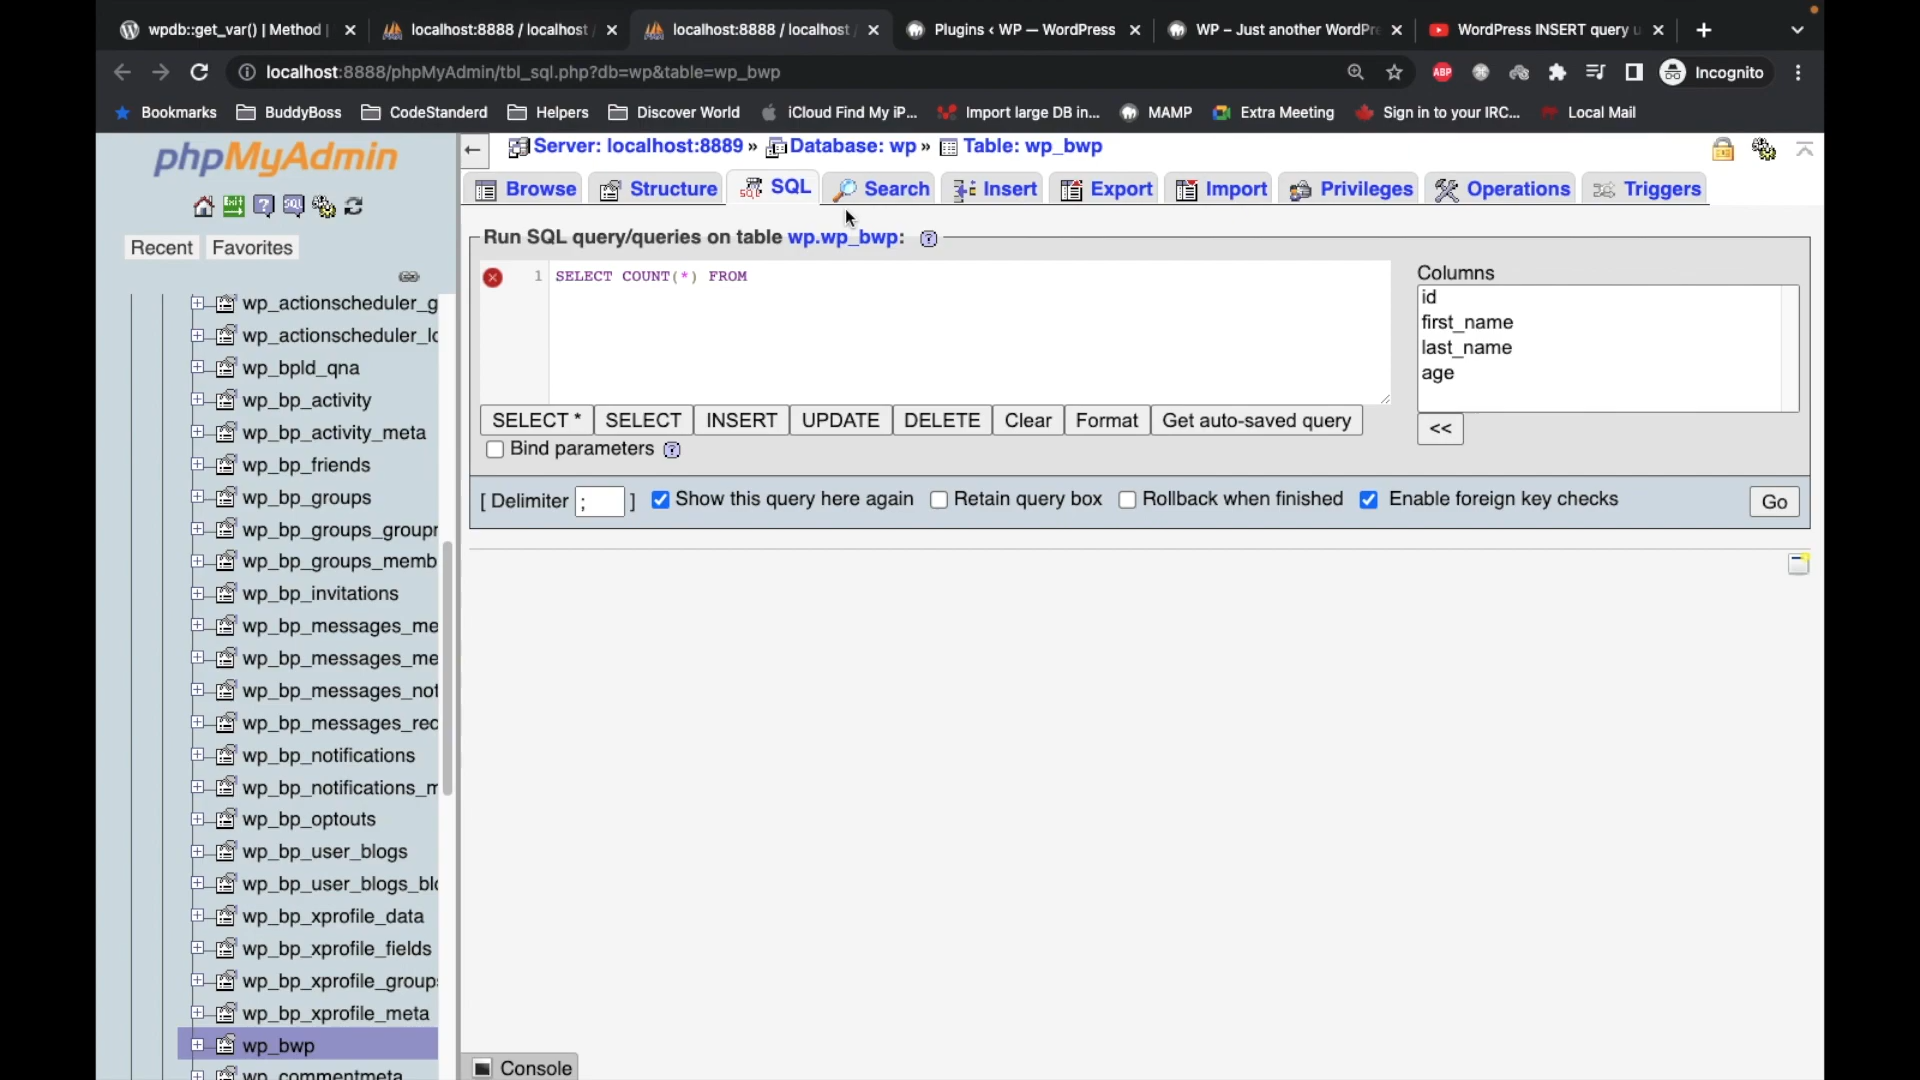 wpdb::get_var() | Method |
localhost:8888 / localhost
localhost:8888 / localhost
Plugins ‹ WP — WordPress
WP – Just another WordPr
WordPress INSERT query u
localhost:8888/phpMyAdmin/tbl_sql.php?db=wp&table=wp_bwp
ABP
Incognito
Bookmarks
BuddyBoss
CodeStanderd
Helpers
Discover World
iCloud Find My iP...
Import large DB in...
MAMP
Extra Meeting
Sign in to your IRC...
Local Mail
phpMyAdmin
Recent
Favorites
wp_actionscheduler_g
wp_actionscheduler_lo
wp_bpld_qna
wp_bp_activity
wp_bp_activity_meta
wp_bp_friends
wp_bp_groups
wp_bp_groups_groupm
wp_bp_groups_memb
wp_bp_invitations
wp_bp_messages_me
wp_bp_messages_me
wp_bp_messages_not
wp_bp_messages_rec
wp_bp_notifications
wp_bp_notifications_m
wp_bp_optouts
wp_bp_user_blogs
wp_bp_user_blogs_blo
wp_bp_xprofile_data
wp_bp_xprofile_fields
wp_bp_xprofile_groups
wp_bp_xprofile_meta
wp_bwp
wp_commentmeta
Server: localhost:8889 » Database: wp » Table: wp_bwp
Browse
Structure
SQL
Search
Insert
Export
Import
Privileges
Operations
Triggers
Run SQL query/queries on table wp.wp_bwp:
1 SELECT COUNT(*) FROM
Columns
id
first_name
last_name
age
<<
SELECT *
SELECT
INSERT
UPDATE
DELETE
Clear
Format
Get auto-saved query
Bind parameters
[ Delimiter ; ]
Show this query here again
Retain query box
Rollback when finished
Enable foreign key checks
Go
Console